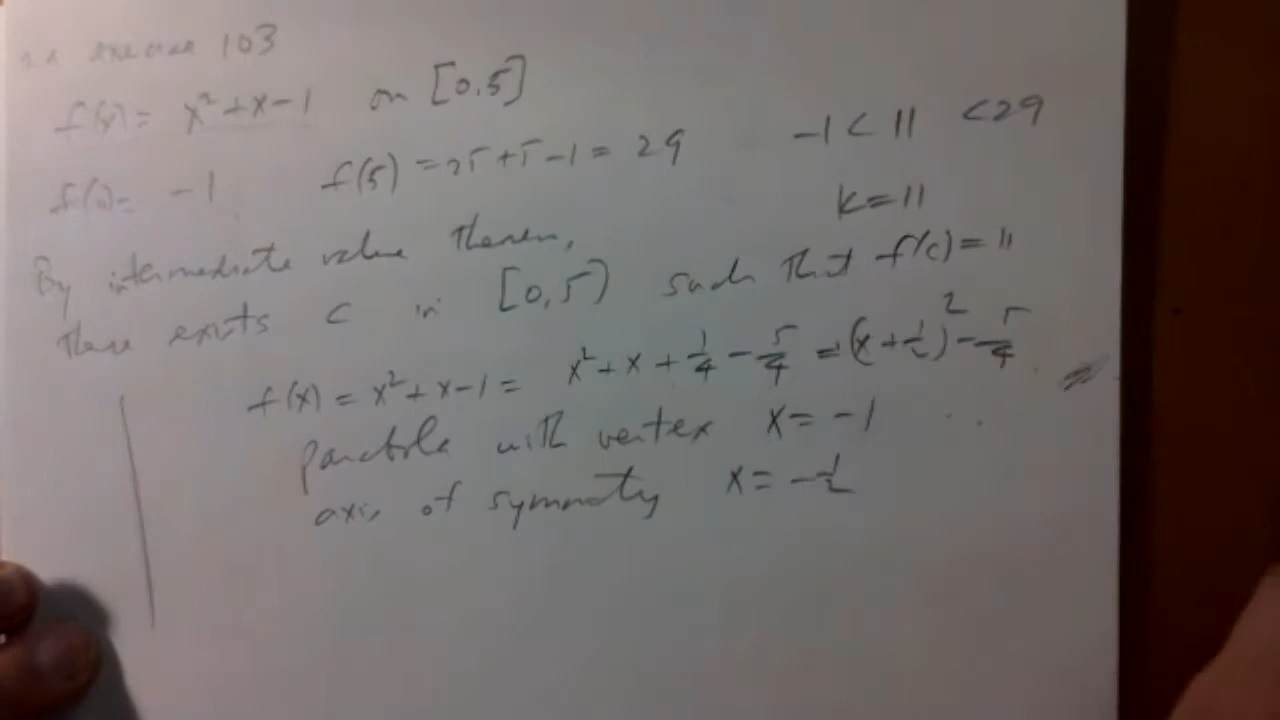 103
f(x) = x² + x - 1 on [0,5]
f(0) = -1 f(5) = 25 + 5 - 1 = 29 -1 < 11 < 29
k = 11
By intermediate value theorem,
there exists c in [0,5] such that f(c) = 11
f(x) = x² + x - 1 = x² + x + 1/4 - 5/4 = (x + 1/2)² - 5/4
parabola with vertex x = -1
axis of symmetry x = -1/2